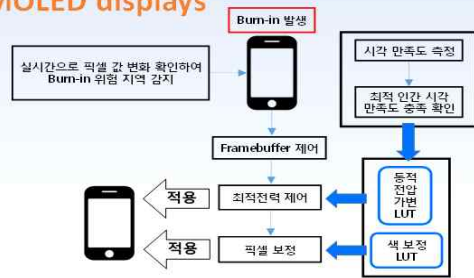 MOLED displays
Burn-in 발생
실시간으로 픽셀 값 변화 확인하여
Burn-in 위험 지역 감지
시각 만족도 측정
최적 인간 시각
만족도 충족 확인
Framebuffer 제어
적용
최적전력 제어
동적
전압
가변
LUT
적용
픽셀 보정
색 보정
LUT